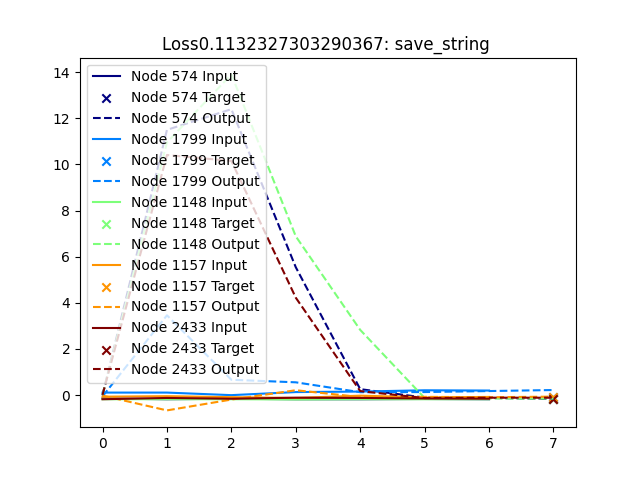 Loss0.1132327303290367: save_string
14
12
10
8
6
4
2
0
Node 574 Input
Node 574 Target
Node 574 Output
Node 1799 Input
Node 1799 Target
Node 1799 Output
Node 1148 Input
Node 1148 Target
Node 1148 Output
Node 1157 Input
Node 1157 Target
Node 1157 Output
Node 2433 Input
Node 2433 Target
Node 2433 Output
0 1 2 3 4 5 6 7